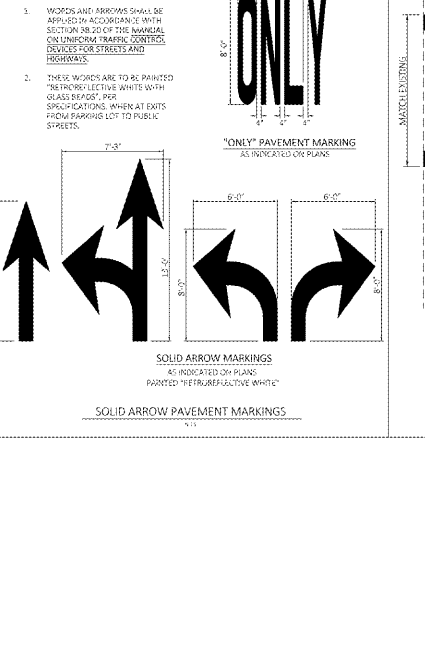 1. WORDS AND ARROWS SHALL BE
APPLIED IN ACCORDANCE WITH
SECTION 3B.20 OF THE MANUAL
ON UNIFORM TRAFFIC CONTROL
DEVICES FOR STREETS AND
HIGHWAYS.
2. THESE WORDS ARE TO BE PAINTED
"RETROREFLECTIVE WHITE WITH
GLASS BEADS", PER
SPECIFICATIONS. WHEN AT EXITS
FROM PARKING LOT TO PUBLIC
STREETS.
ONLY
8'-0"
4" 4" 4"
"ONLY" PAVEMENT MARKING
AS INDICATED ON PLANS
MATCH EXISTING
7'-3"
13'-0"
6'-0"
8'-0"
6'-0"
8'-0"
SOLID ARROW MARKINGS
AS INDICATED ON PLANS
PAINTED "RETROREFLECTIVE WHITE"
SOLID ARROW PAVEMENT MARKINGS
N.T.S